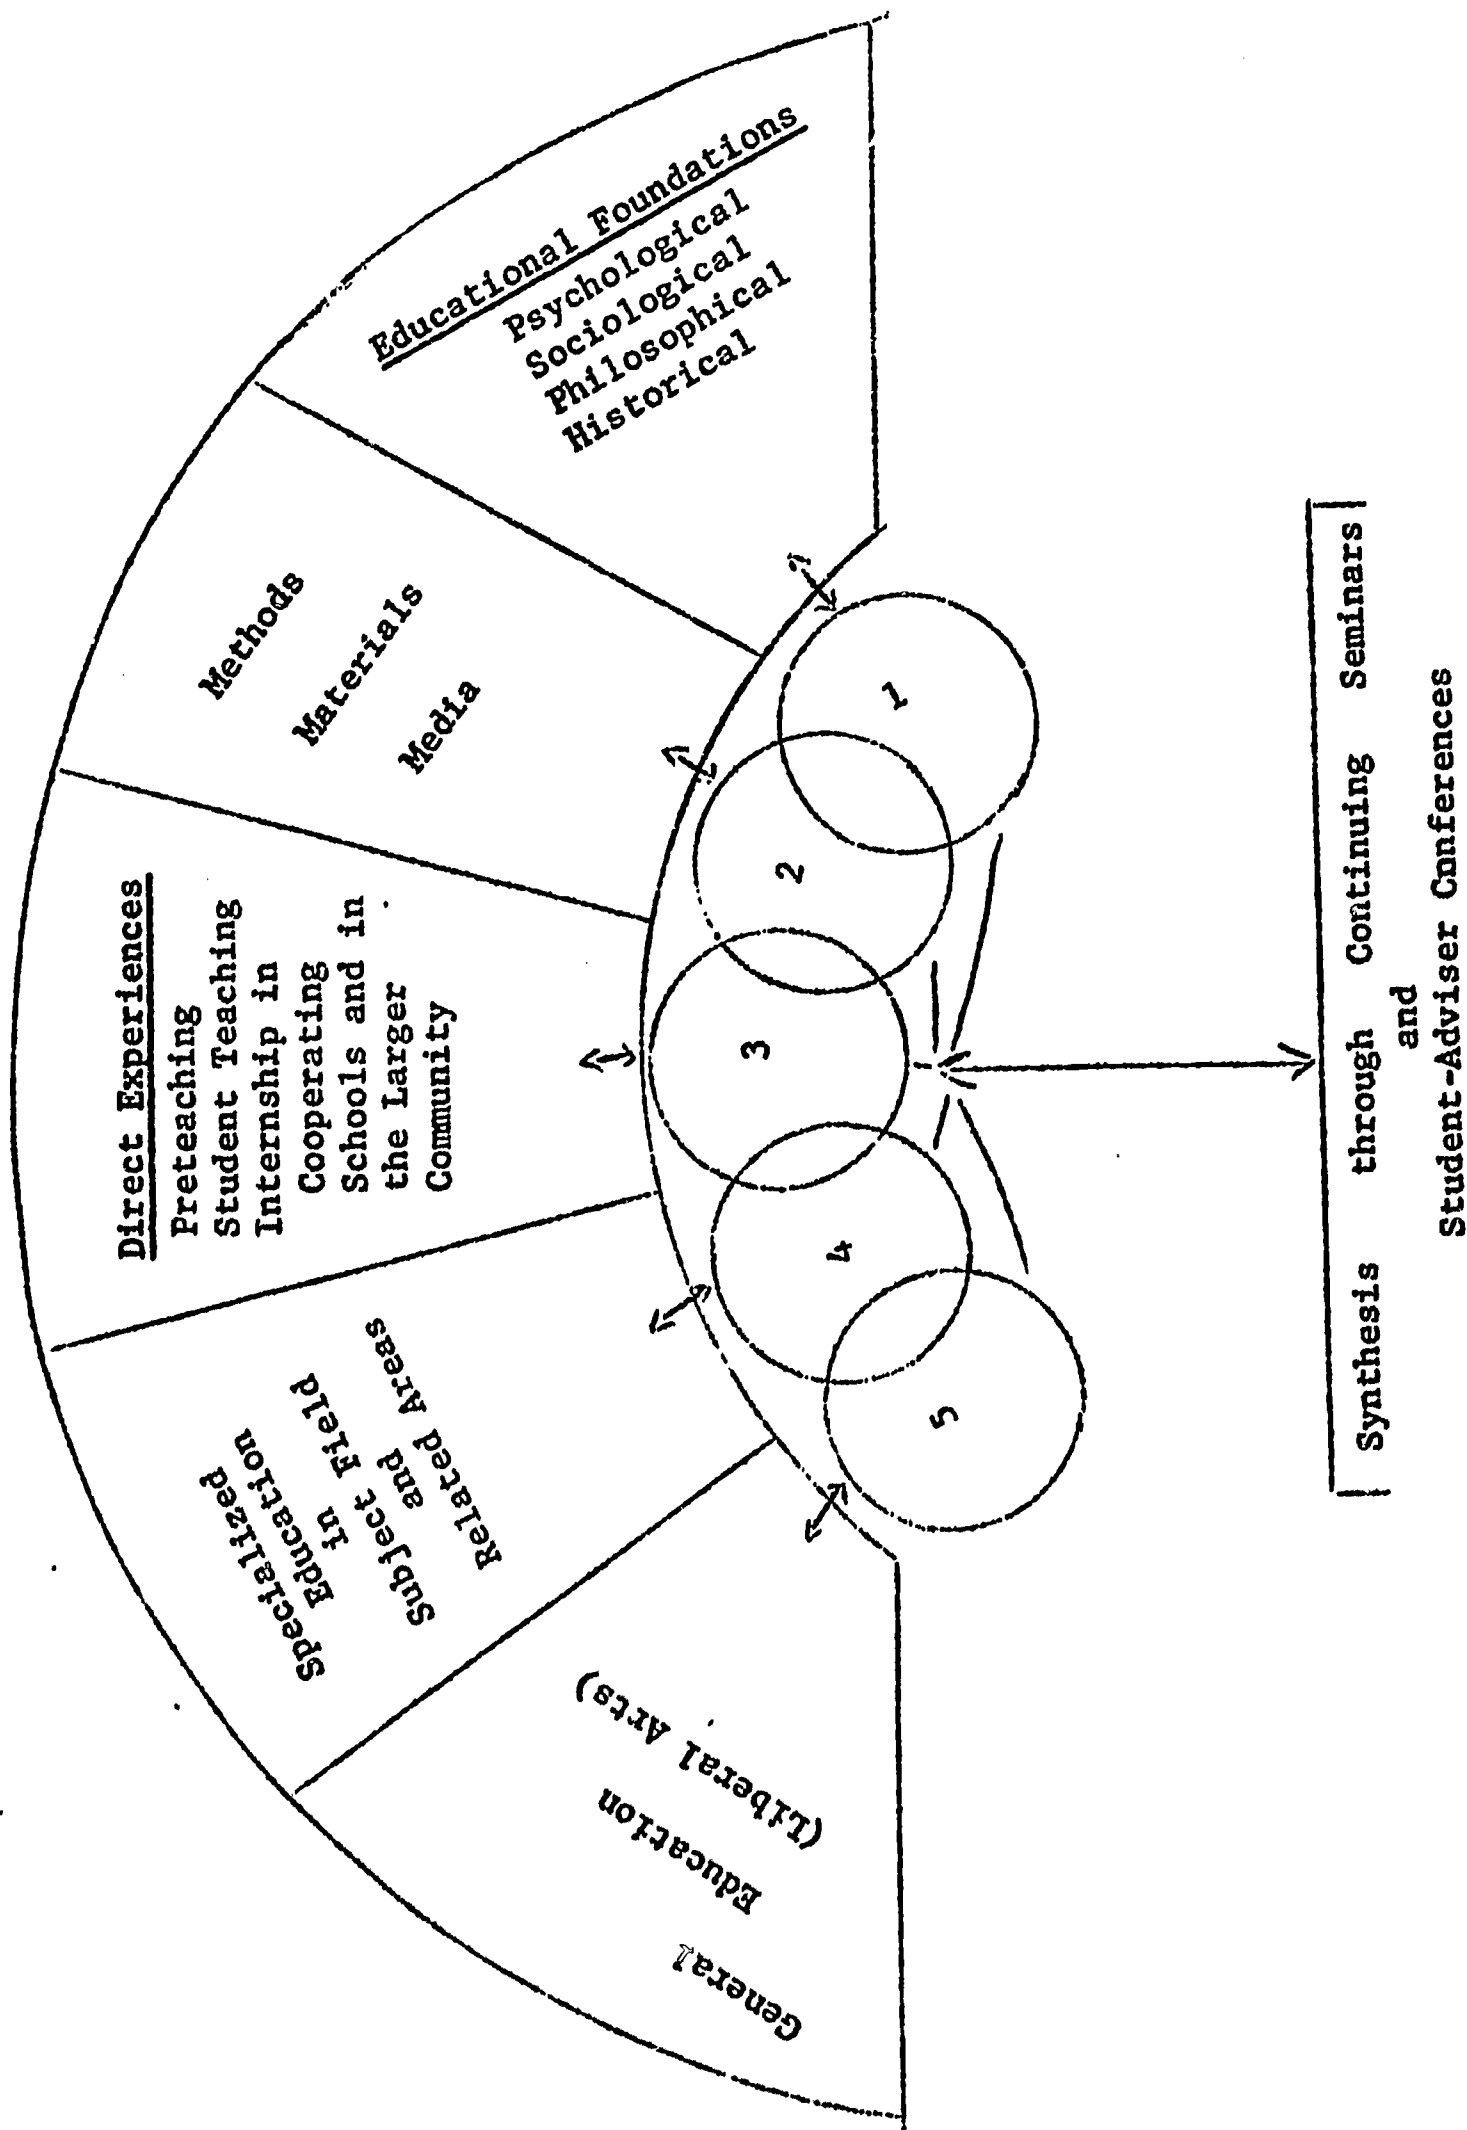 General
Education
(Liberal Arts)
Specialized
Education
in
Subject Field
and
Related Areas
Direct Experiences
Preteaching
Student Teaching
Internship in
Cooperating
Schools and in
the Larger
Community
Methods
Materials
Media
Educational Foundations
Psychological
Sociological
Philosophical
Historical
5
4
3
2
1
Synthesis through Continuing Seminars
and
Student-Adviser Conferences